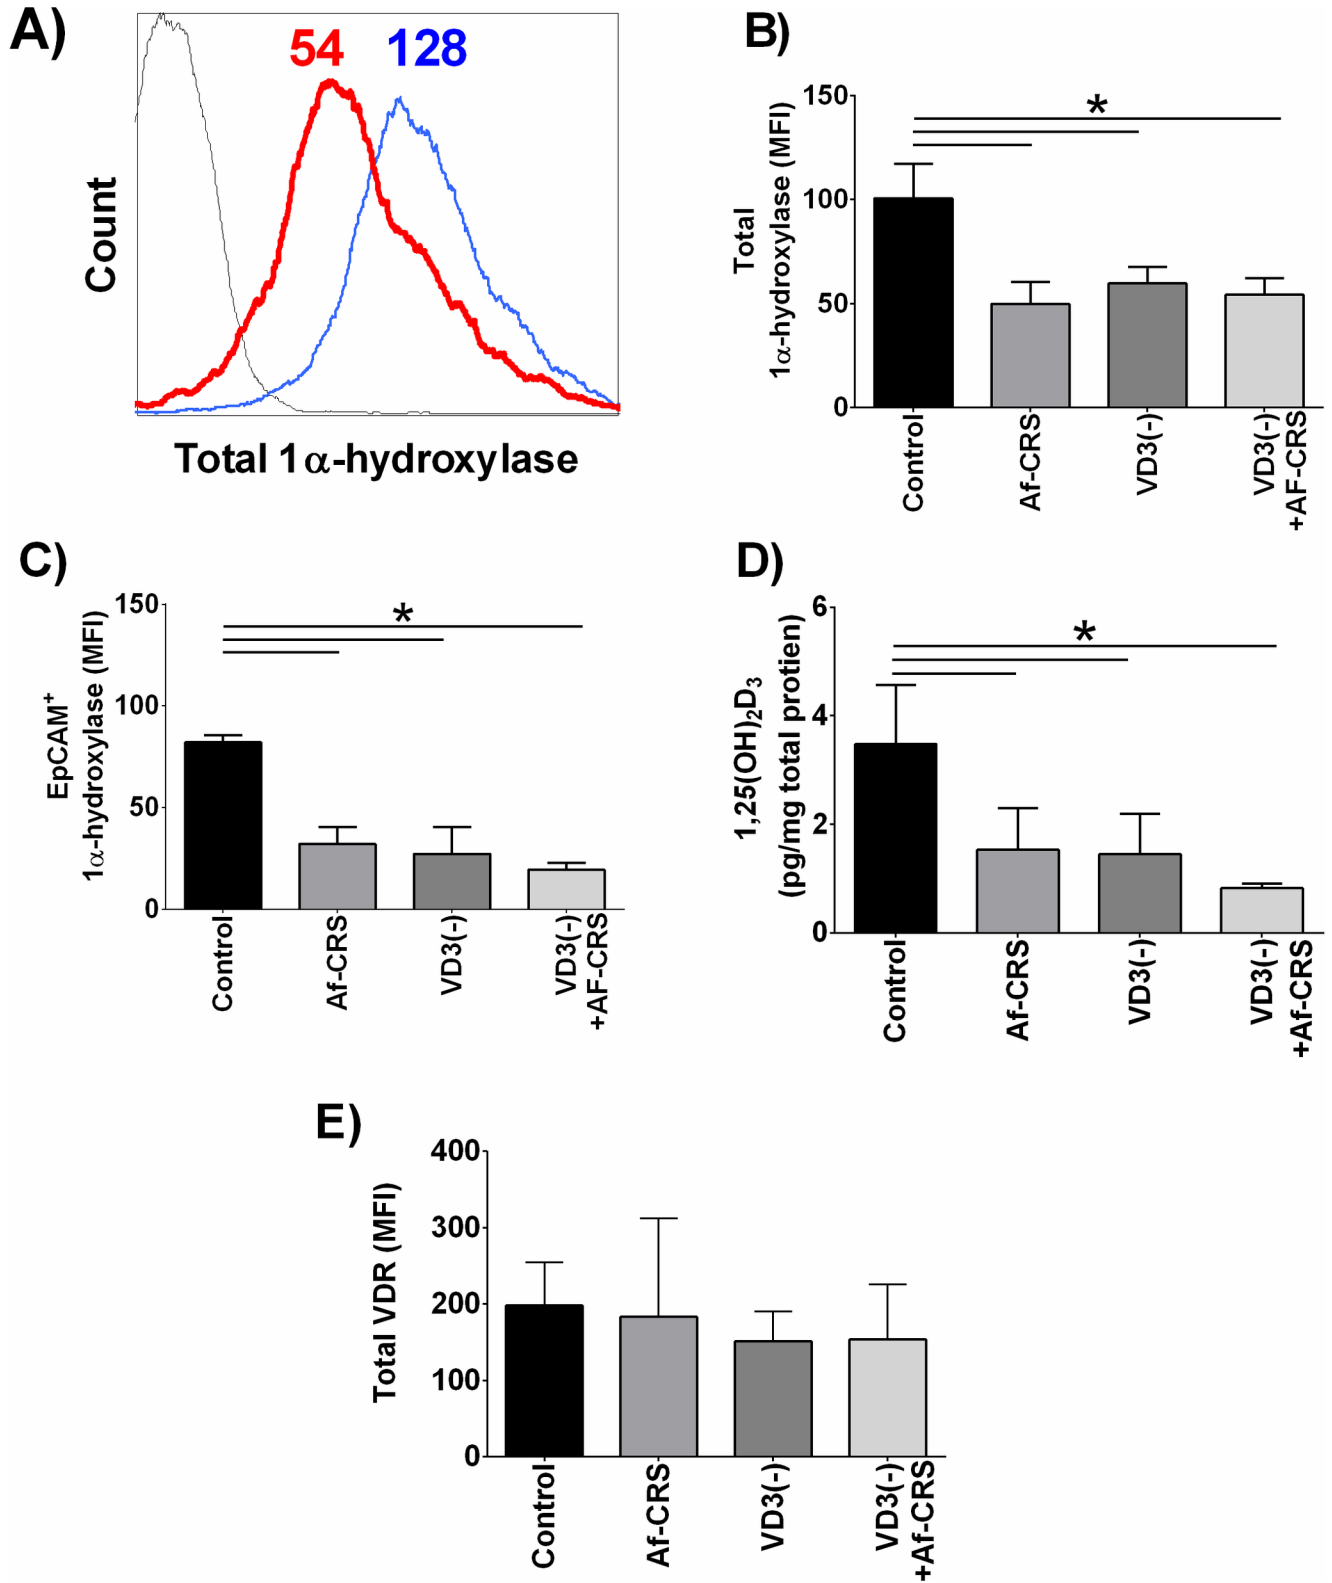 A)
54 128
Count
Total 1α-hydroxylase
B)
Total
1α-hydroxylase (MFI)
150
100
50
0
Control
Af-CRS
VD3(-)
VD3(-)
+AF-CRS
*
C)
EpCAM⁺
1α-hydroxylase (MFI)
150
100
50
0
Control
Af-CRS
VD3(-)
VD3(-)
+AF-CRS
*
D)
1,25(OH)₂D₃
(pg/mg total protien)
6
4
2
0
Control
Af-CRS
VD3(-)
VD3(-)
+Af-CRS
*
E)
Total VDR (MFI)
400
300
200
100
0
Control
Af-CRS
VD3(-)
VD3(-)
+Af-CRS